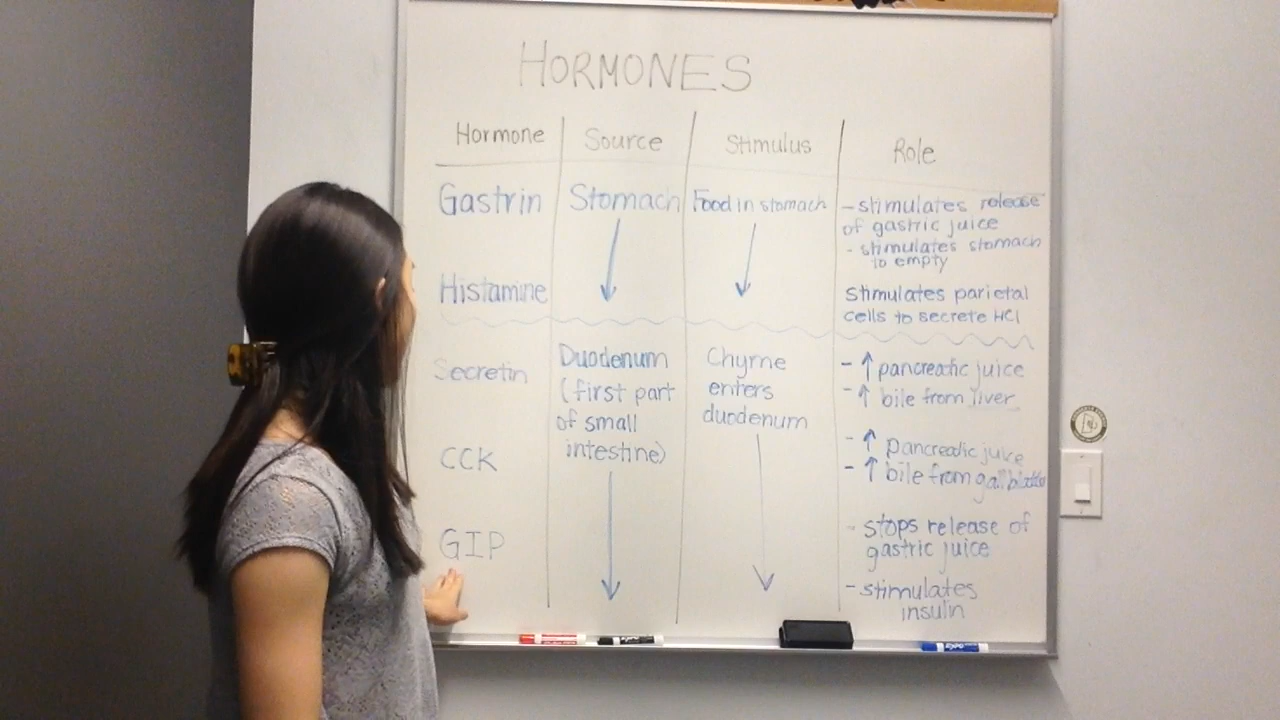 HORMONES
Hormone Source Stimulus Role
Gastrin Stomach Food in stomach
- stimulates release
of gastric juice
- stimulates stomach
to empty
Histamine
stimulates parietal
cells to secrete HCl
Secretin
Duodenum
(first part
of small
intestine)
Chyme
enters
duodenum
- ↑ pancreatic juice
- ↑ bile from liver
CCK
- ↑ pancreatic juice
- ↑ bile from gall bladder
GIP
- stops release of
gastric juice
- stimulates
insulin